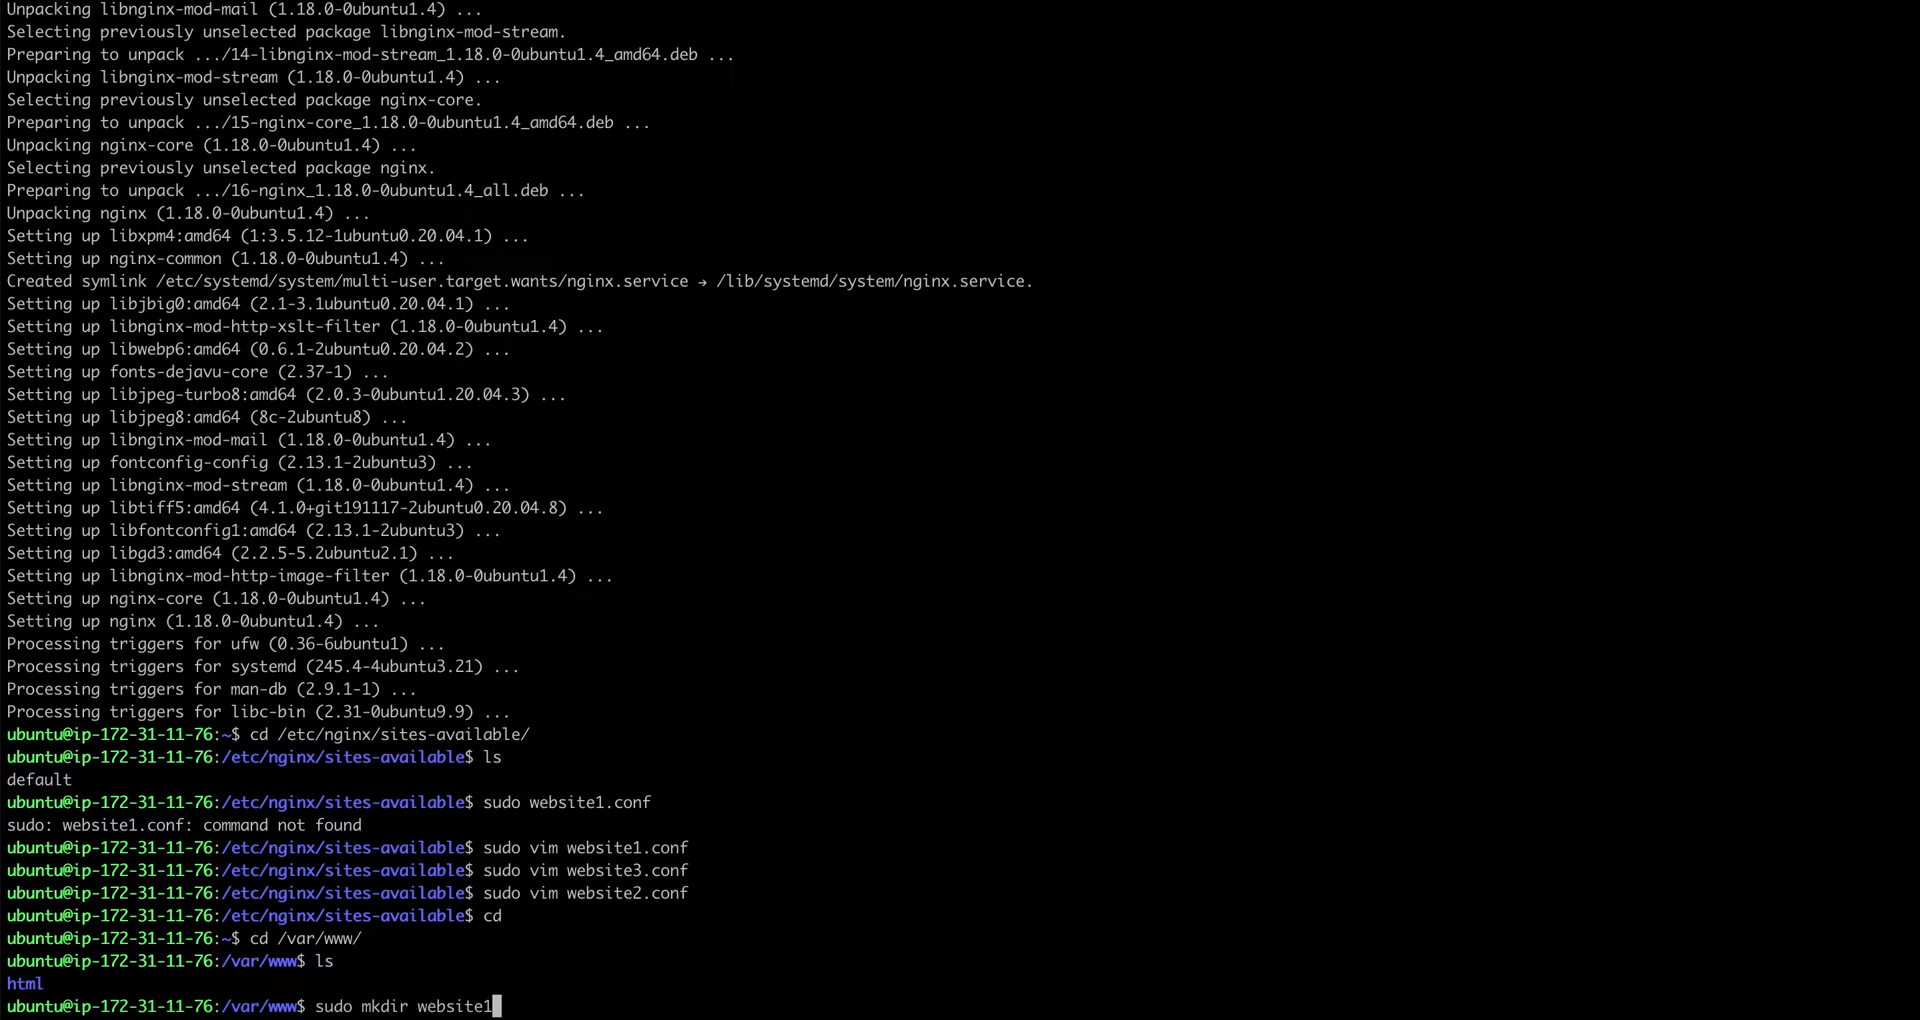 Unpacking libnginx-mod-mail (1.18.0-0ubuntu1.4) ...
Selecting previously unselected package libnginx-mod-stream.
Preparing to unpack .../14-libnginx-mod-stream_1.18.0-0ubuntu1.4_amd64.deb ...
Unpacking libnginx-mod-stream (1.18.0-0ubuntu1.4) ...
Selecting previously unselected package nginx-core.
Preparing to unpack .../15-nginx-core_1.18.0-0ubuntu1.4_amd64.deb ...
Unpacking nginx-core (1.18.0-0ubuntu1.4) ...
Selecting previously unselected package nginx.
Preparing to unpack .../16-nginx_1.18.0-0ubuntu1.4_all.deb ...
Unpacking nginx (1.18.0-0ubuntu1.4) ...
Setting up libxpm4:amd64 (1:3.5.12-1ubuntu0.20.04.1) ...
Setting up nginx-common (1.18.0-0ubuntu1.4) ...
Created symlink /etc/systemd/system/multi-user.target.wants/nginx.service → /lib/systemd/system/nginx.service.
Setting up libjbig0:amd64 (2.1-3.1ubuntu0.20.04.1) ...
Setting up libnginx-mod-http-xslt-filter (1.18.0-0ubuntu1.4) ...
Setting up libwebp6:amd64 (0.6.1-2ubuntu0.20.04.2) ...
Setting up fonts-dejavu-core (2.37-1) ...
Setting up libjpeg-turbo8:amd64 (2.0.3-0ubuntu1.20.04.3) ...
Setting up libjpeg8:amd64 (8c-2ubuntu8) ...
Setting up libnginx-mod-mail (1.18.0-0ubuntu1.4) ...
Setting up fontconfig-config (2.13.1-2ubuntu3) ...
Setting up libnginx-mod-stream (1.18.0-0ubuntu1.4) ...
Setting up libtiff5:amd64 (4.1.0+git191117-2ubuntu0.20.04.8) ...
Setting up libfontconfig1:amd64 (2.13.1-2ubuntu3) ...
Setting up libgd3:amd64 (2.2.5-5.2ubuntu2.1) ...
Setting up libnginx-mod-http-image-filter (1.18.0-0ubuntu1.4) ...
Setting up nginx-core (1.18.0-0ubuntu1.4) ...
Setting up nginx (1.18.0-0ubuntu1.4) ...
Processing triggers for ufw (0.36-6ubuntu1) ...
Processing triggers for systemd (245.4-4ubuntu3.21) ...
Processing triggers for man-db (2.9.1-1) ...
Processing triggers for libc-bin (2.31-0ubuntu9.9) ...
ubuntu@ip-172-31-11-76:~$ cd /etc/nginx/sites-available/
ubuntu@ip-172-31-11-76:/etc/nginx/sites-available$ ls
default
ubuntu@ip-172-31-11-76:/etc/nginx/sites-available$ sudo website1.conf
sudo: website1.conf: command not found
ubuntu@ip-172-31-11-76:/etc/nginx/sites-available$ sudo vim website1.conf
ubuntu@ip-172-31-11-76:/etc/nginx/sites-available$ sudo vim website3.conf
ubuntu@ip-172-31-11-76:/etc/nginx/sites-available$ sudo vim website2.conf
ubuntu@ip-172-31-11-76:/etc/nginx/sites-available$ cd
ubuntu@ip-172-31-11-76:~$ cd /var/www/
ubuntu@ip-172-31-11-76:/var/www$ ls
html
ubuntu@ip-172-31-11-76:/var/www$ sudo mkdir website1